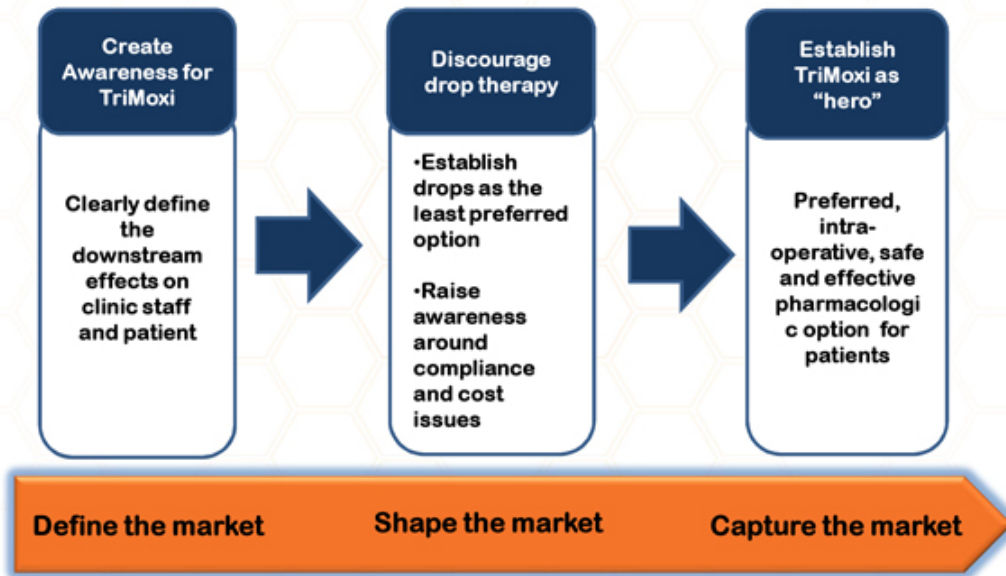 Create
Awareness for
TriMoxi
Clearly define
the
downstream
effects on
clinic staff
and patient
Discourage
drop therapy
•Establish
drops as the
least preferred
option
•Raise
awareness
around
compliance
and cost
issues
Establish
TriMoxi as
“hero”
Preferred,
intra-
operative, safe
and effective
pharmacologi
c option for
patients
Define the market
Shape the market
Capture the market